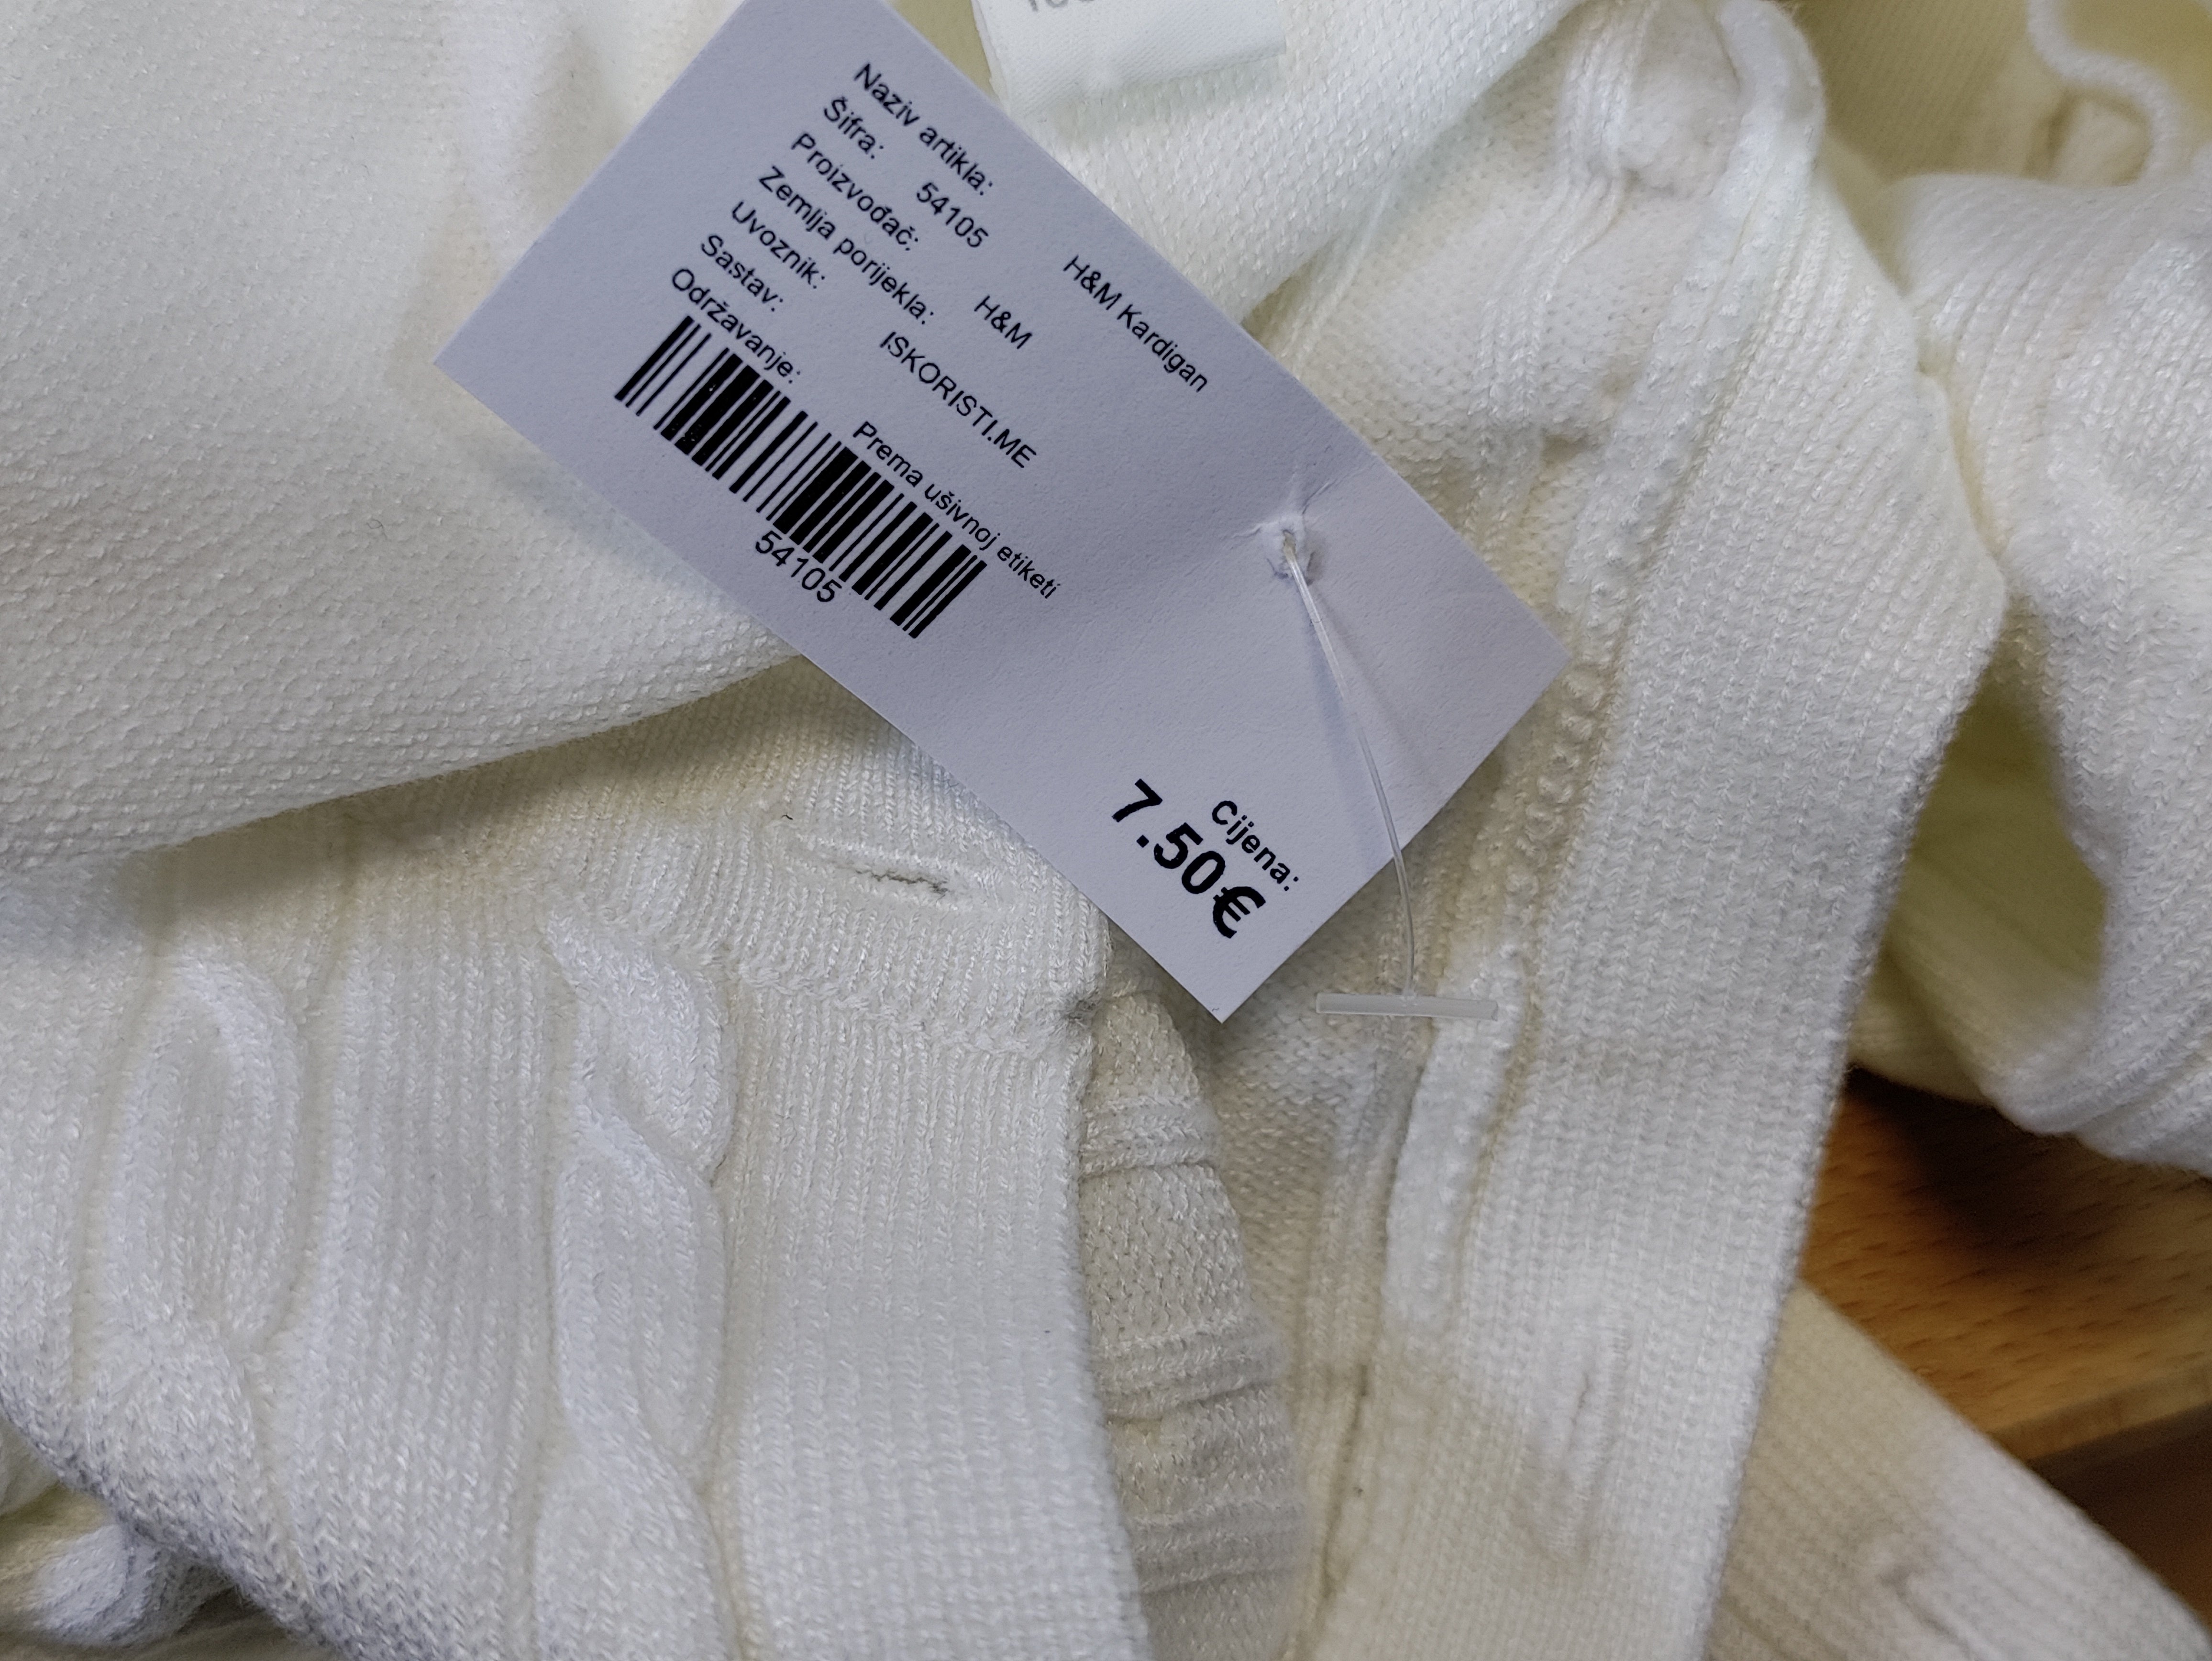 Naziv artikla: H&M Kardigan
Šifra: 54105
Proizvođač: H&M
Zemlja porijekla:
Uvoznik: ISKORISTI.ME
Sastav:
Održavanje: Prema ušivnoj etiketi
54105
Cijena:
7.50€